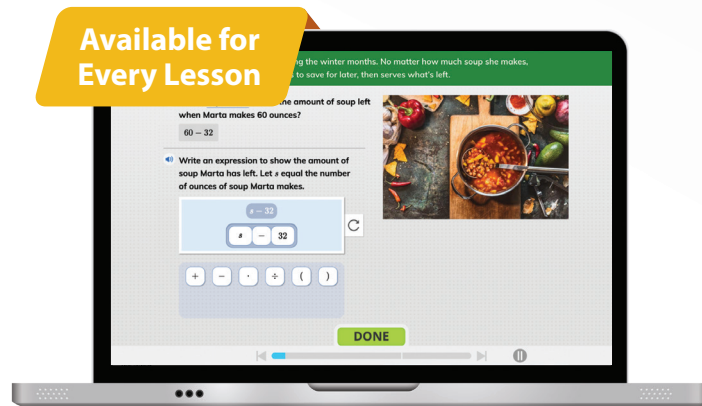 Available for
Every Lesson
the winter months. No matter how much soup she makes,
to save for later, then serves what's left.
the amount of soup left
when Marta makes 60 ounces?
60 – 32
Write an expression to show the amount of
soup Marta has left. Let s equal the number
of ounces of soup Marta makes.
s – 32
s – 32
+ – · ÷ ( )
DONE